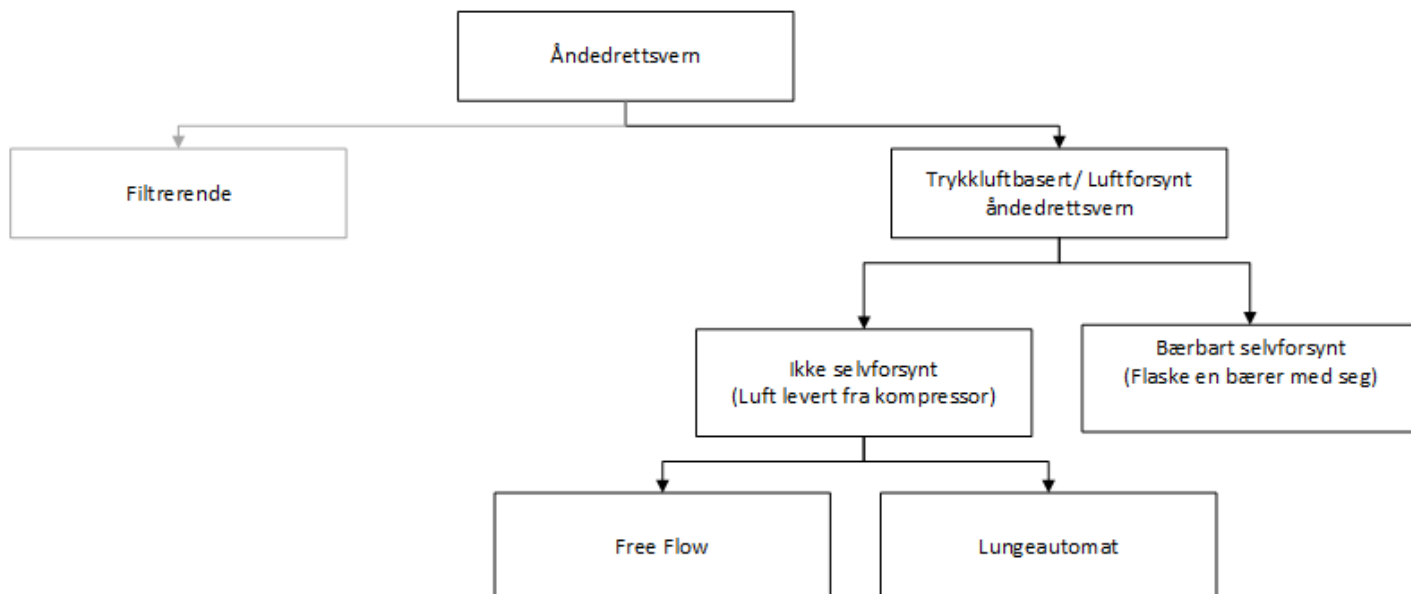 Åndedrettsvern
Filtrerende
Trykkluftbasert/ Luftforsynt
åndedrettsvern
Ikke selvforsynt
(Luft levert fra kompressor)
Bærbart selvforsynt
(Flaske en bærer med seg)
Free Flow
Lungeautomat